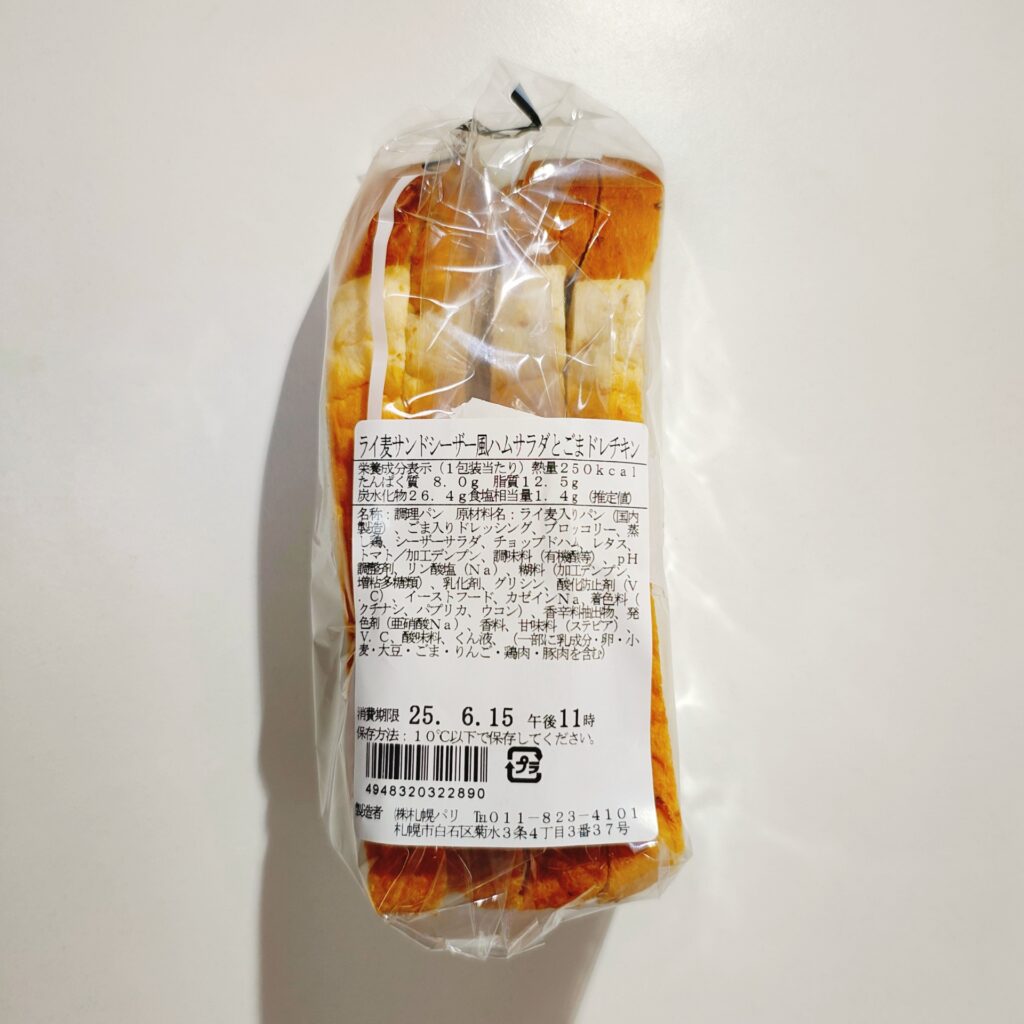 ライ麦サンドシーザー風ハムサラダとごまドレチキン
栄養成分表示(1包装当たり)熱量250kcal
たんぱく質 8.0g 脂質12.5g
炭水化物26.4g食塩相当量1.4g(推定値)
名称:調理パン 原材料名:ライ麦入りパン(国内
製造)、ごま入りドレッシング、ブロッコリー、蒸
し鶏、シーザーサラダ、チョップドハム、レタス、
トマト/加工デンプン、調味料(有機酸等)、pH
調整剤、リン酸塩(Na)、糊料(加工デンプン、
増粘多糖類)、乳化剤、グリシン、酸化防止剤(V
.C)、イーストフード、カゼインNa、着色料(
クチナシ、パプリカ、ウコン)、香辛料抽出物、発
色剤(亜硝酸Na)、香料、甘味料(ステビア)、
V.C、酸味料、くん液、(一部に乳成分・卵・小
麦・大豆・ごま・りんご・鶏肉・豚肉を含む)
消費期限 25. 6.15 午後11時
保存方法:10℃以下で保存してください。
プラ
4948320322890
製造者 ㈱札幌パリ ℡011-823-4101
札幌市白石区菊水3条4丁目3番37号